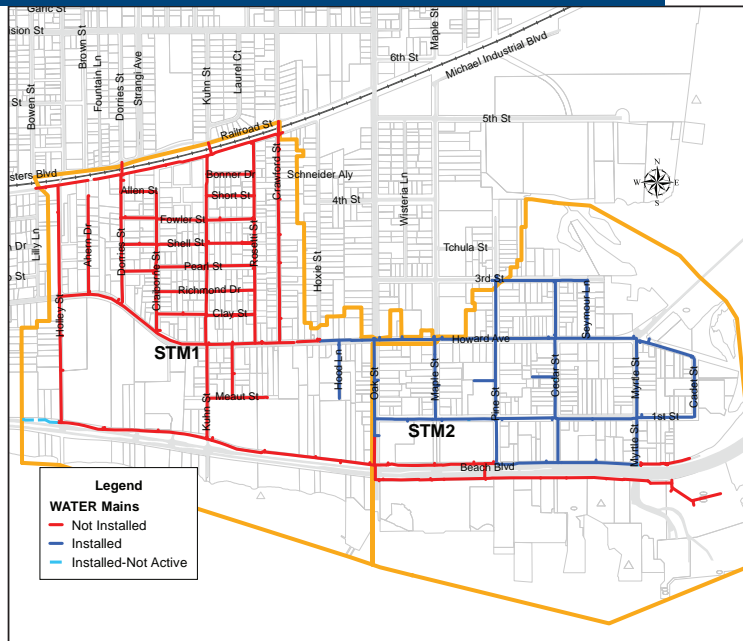 Garic St
ision St
Brown St
Fountain Ln
Dorries St
Strangi Ave
Kuhn St
Laurel Ct
Maple St
6th St
Michael Industrial Blvd
St
Bowen St
5th St
Railroad St
sters Blvd
Bonner Dr
Crawford St
Schneider Aly
N
W E
S
Allen St
Short St
4th St
Wisteria Ln
Fowler St
Lilly Ln
n Dr
Ahern Dr
Dorries St
Shell St
Rosetti St
Hoxie St
Tchula St
o St
Claiborne St
Pearl St
3rd St
Holley St
Richmond Dr
Seymour Ln
Clay St
STM1
Howard Ave
Hood Ln
Oak St
Maple St
Pine St
Cedar St
Myrtle St
Cadet St
Meaut St
Kuhn St
1st St
STM2
Myrtle St
Beach Blvd
Legend
WATER Mains
Not Installed
Installed
Installed-Not Active